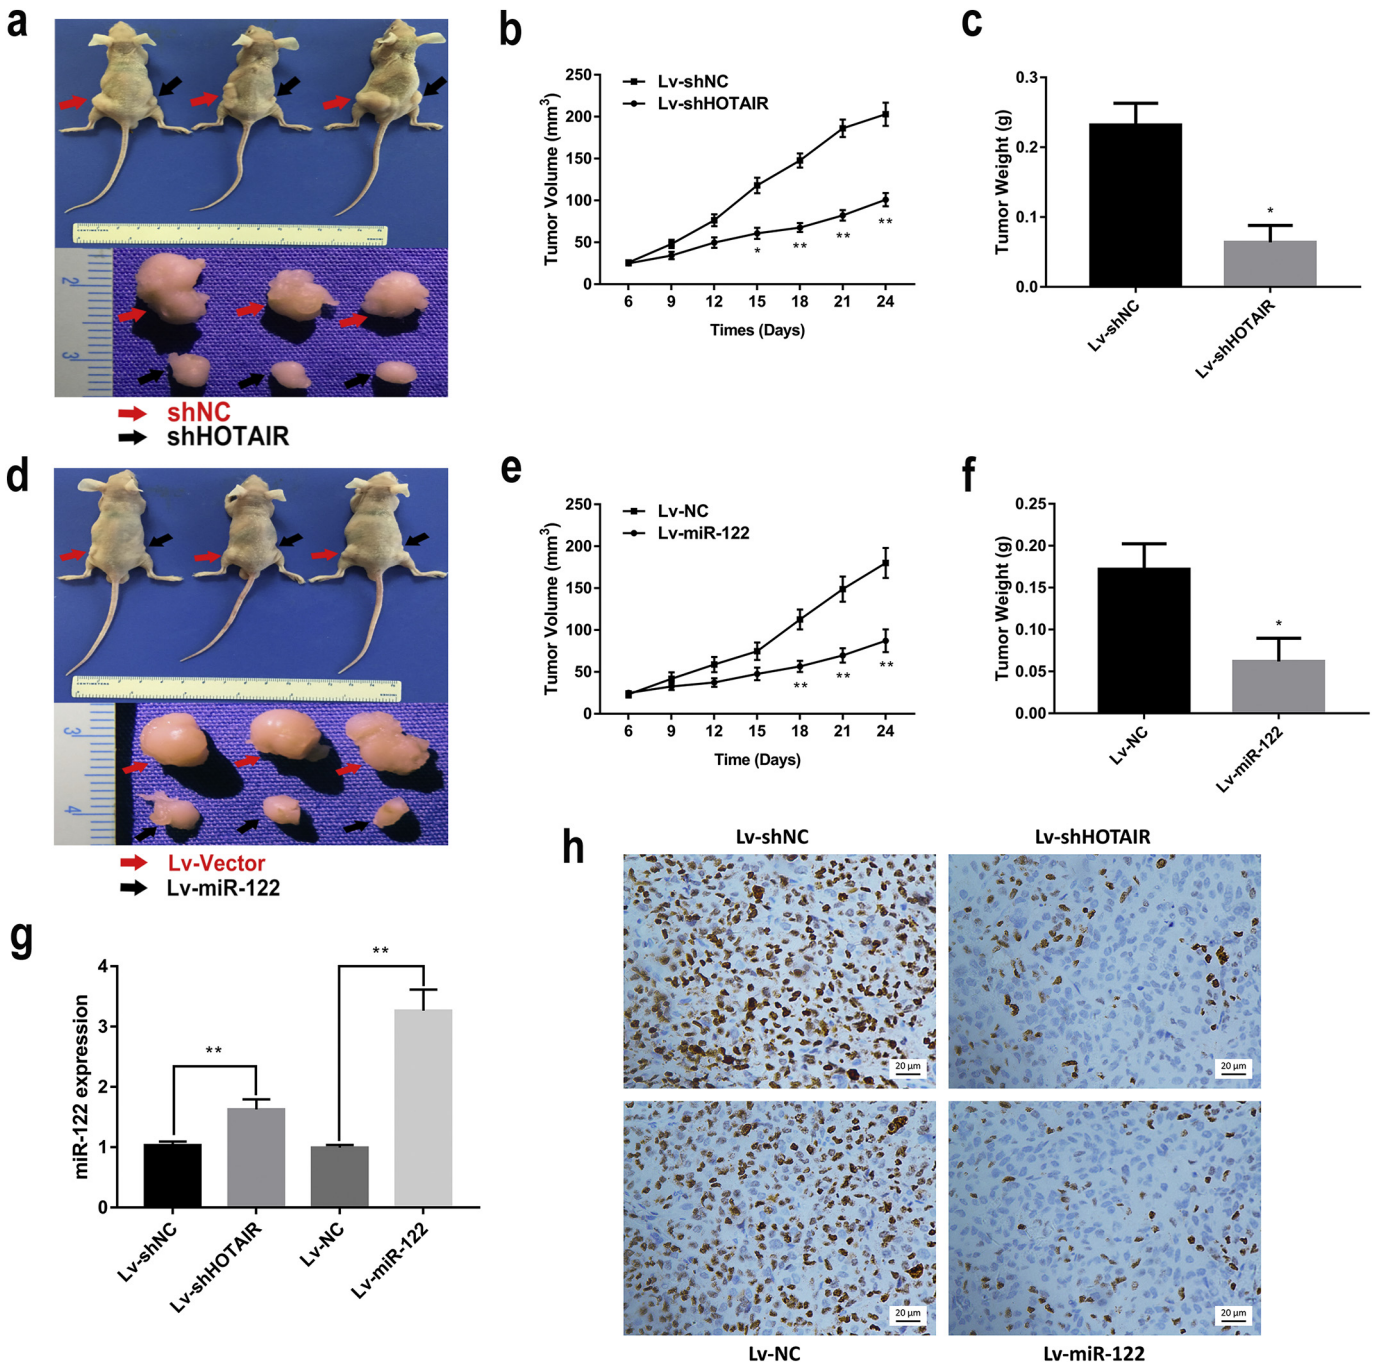 a
shNC
shHOTAIR
b
Lv-shNC
Lv-shHOTAIR
Tumor Volume (mm3)
250
200
150
100
50
0
*
**
**
**
6 9 12 15 18 21 24
Times (Days)
c
Tumor Weight (g)
0.3
0.2
0.1
0.0
*
Lv-shNC
Lv-shHOTAIR
d
2
3
3
4
Lv-Vector
Lv-miR-122
e
Lv-NC
Lv-miR-122
Tumor Volume (mm3)
250
200
150
100
50
0
**
**
**
6 9 12 15 18 21 24
Time (Days)
f
Tumor Weight (g)
0.25
0.20
0.15
0.10
0.05
0.00
*
Lv-NC
Lv-miR-122
g
miR-122 expression
4
3
2
1
0
**
**
Lv-shNC
Lv-shHOTAIR
Lv-NC
Lv-miR-122
h
Lv-shNC
Lv-shHOTAIR
20 µm
20 µm
20 µm
20 µm
Lv-NC
Lv-miR-122